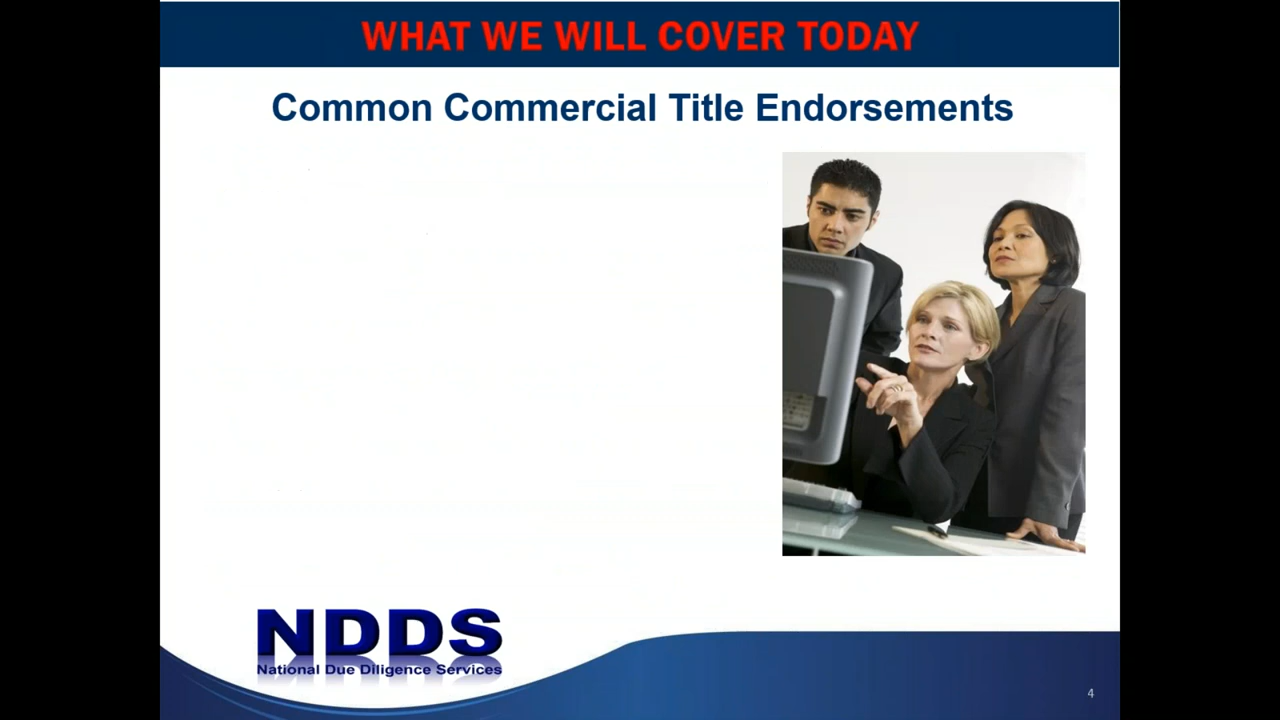 WHAT WE WILL COVER TODAY
Common Commercial Title Endorsements
NDDS
National Due Diligence Services
4